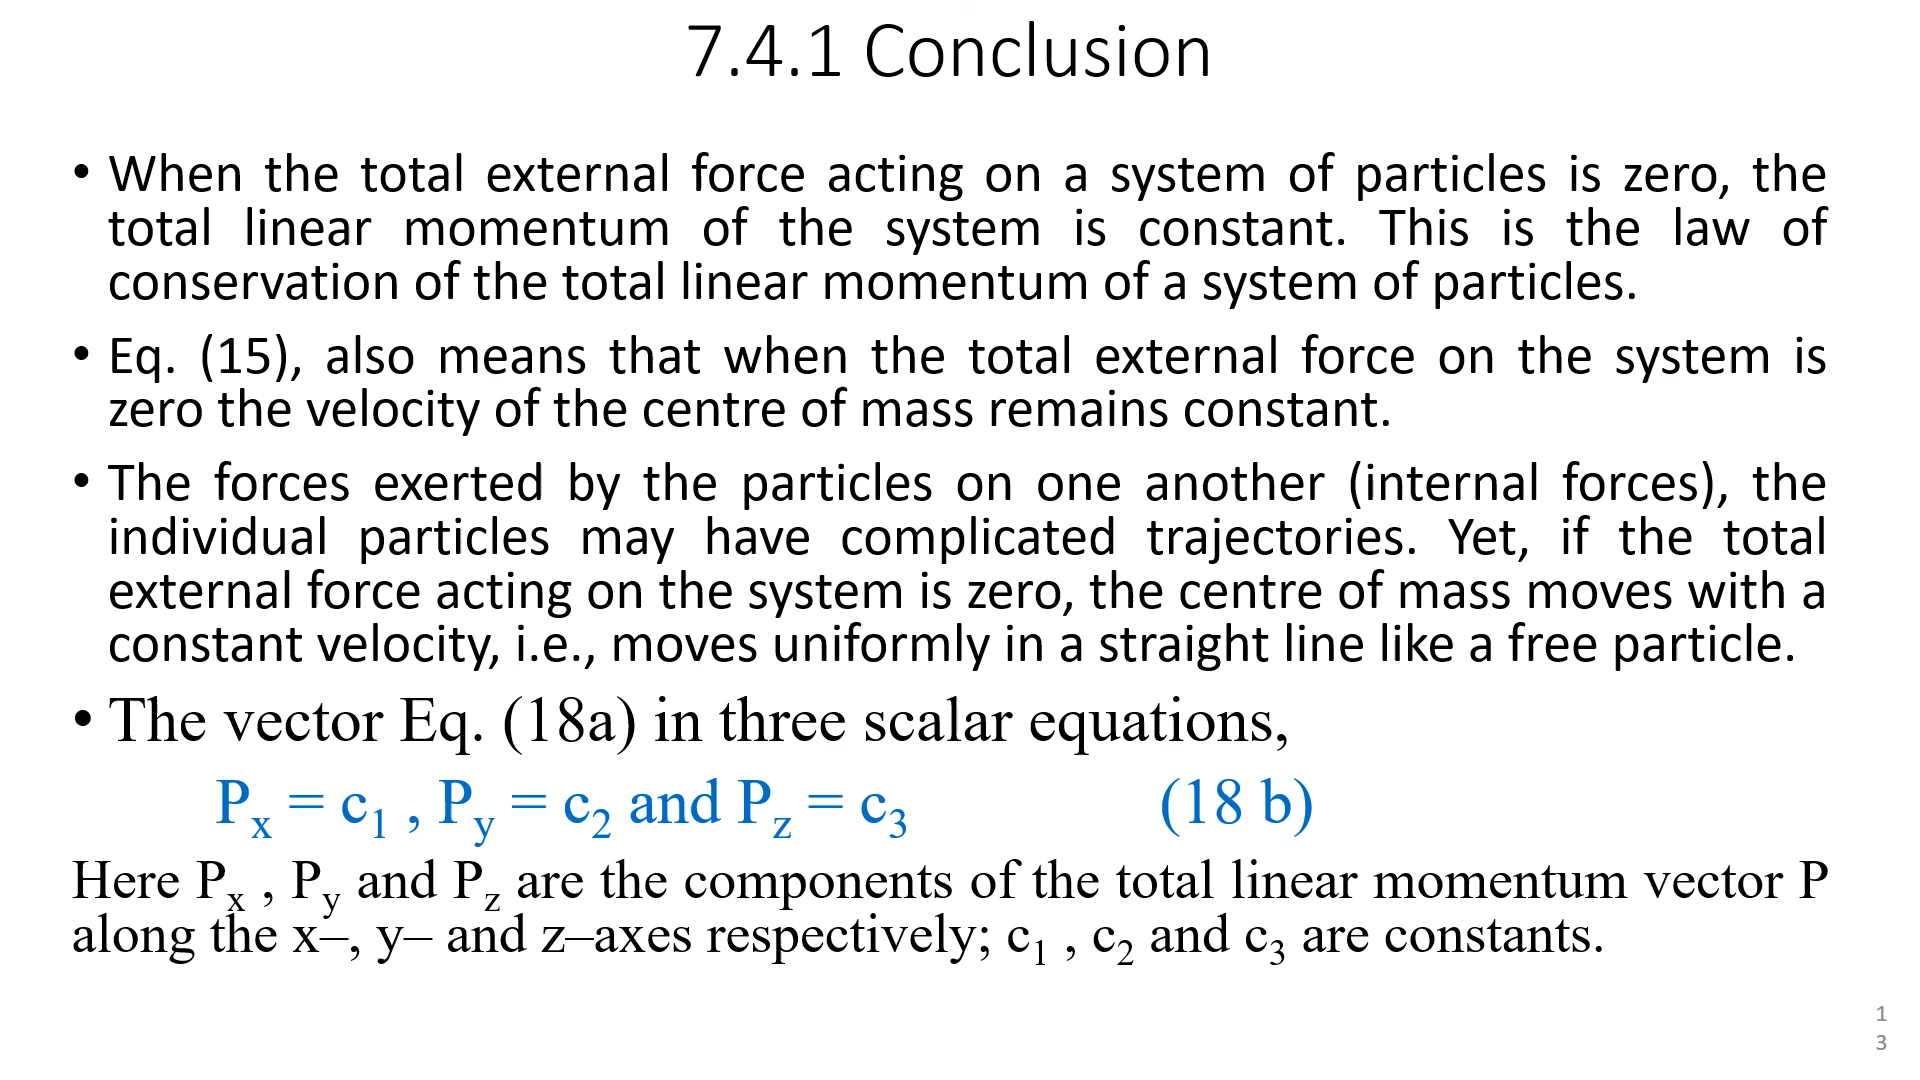 7.4.1 Conclusion
• When the total external force acting on a system of particles is zero, the
total linear momentum of the system is constant. This is the law of
conservation of the total linear momentum of a system of particles.
• Eq. (15), also means that when the total external force on the system is
zero the velocity of the centre of mass remains constant.
• The forces exerted by the particles on one another (internal forces), the
individual particles may have complicated trajectories. Yet, if the total
external force acting on the system is zero, the centre of mass moves with a
constant velocity, i.e., moves uniformly in a straight line like a free particle.
• The vector Eq. (18a) in three scalar equations,
Pₓ = c₁ , P_y = c₂ and P_z = c₃ (18 b)
Here Pₓ , P_y and P_z are the components of the total linear momentum vector P
along the x–, y– and z–axes respectively; c₁ , c₂ and c₃ are constants.
1
3